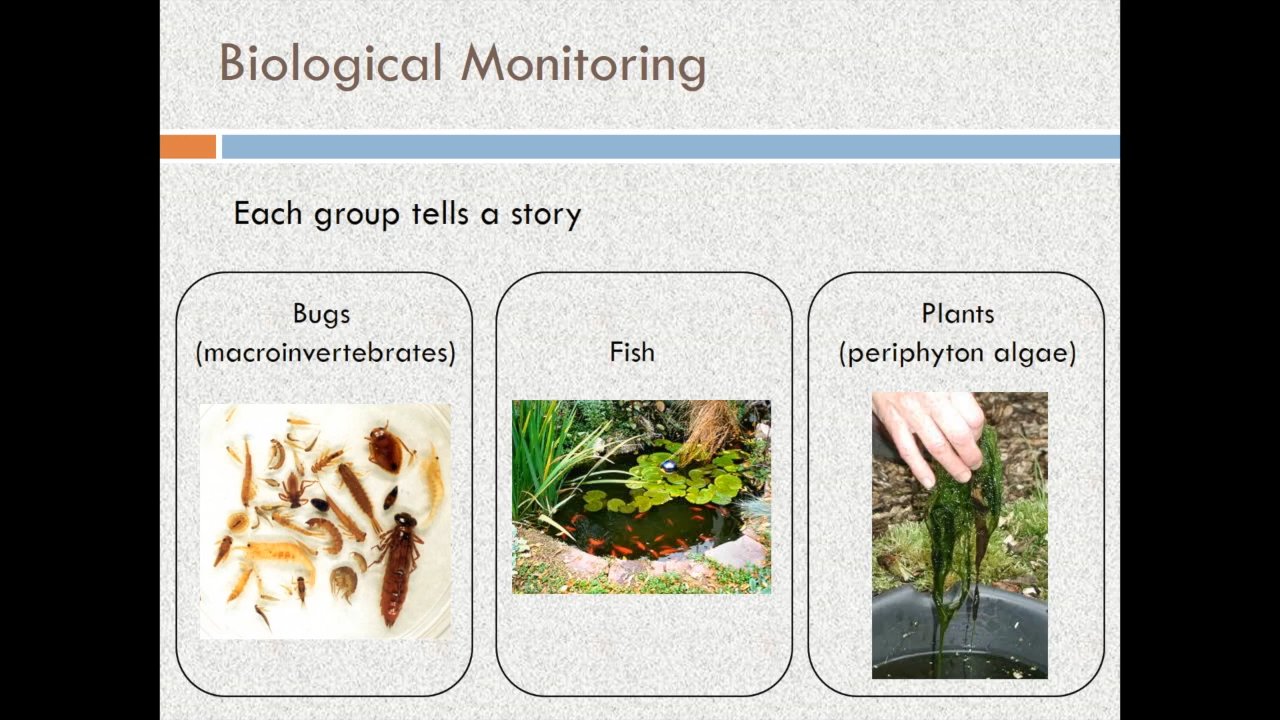 Biological Monitoring
Each group tells a story
Bugs
(macroinvertebrates)
Fish
Plants
(periphyton algae)